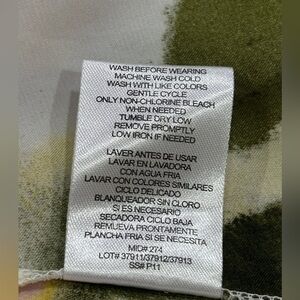 WASH BEFORE WEARING
MACHINE WASH COLD
WASH WITH LIKE COLORS
GENTLE CYCLE
ONLY NON-CHLORINE BLEACH
WHEN NEEDED
TUMBLE DRY LOW
REMOVE PROMPTLY
LOW IRON IF NEEDED
LAVER ANTES DE USAR
LAVAR EN LAVADORA
CON AGUA FRIA
LAVAR CON COLORES SIMILARES
CICLO DELICADO
BLANQUEADOR SIN CLORO
SI ES NECESARIO
SECADORA CICLO BAJA
REMUEVA PRONTAMENTE
PLANCHA FRIA SI SE NECESITA
MID# 274
LOT# 37911/37912/37913
SS# P11